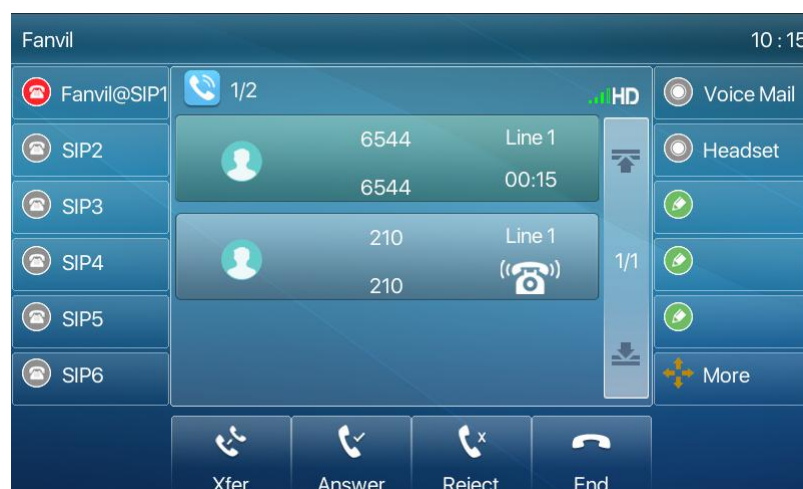 Fanvil
10 : 15
Fanvil@SIP1
SIP2
SIP3
SIP4
SIP5
SIP6
1/2
HD
6544 Line 1
6544 00:15
210 Line 1
210
1/1
Voice Mail
Headset
More
Xfer Answer Reject End